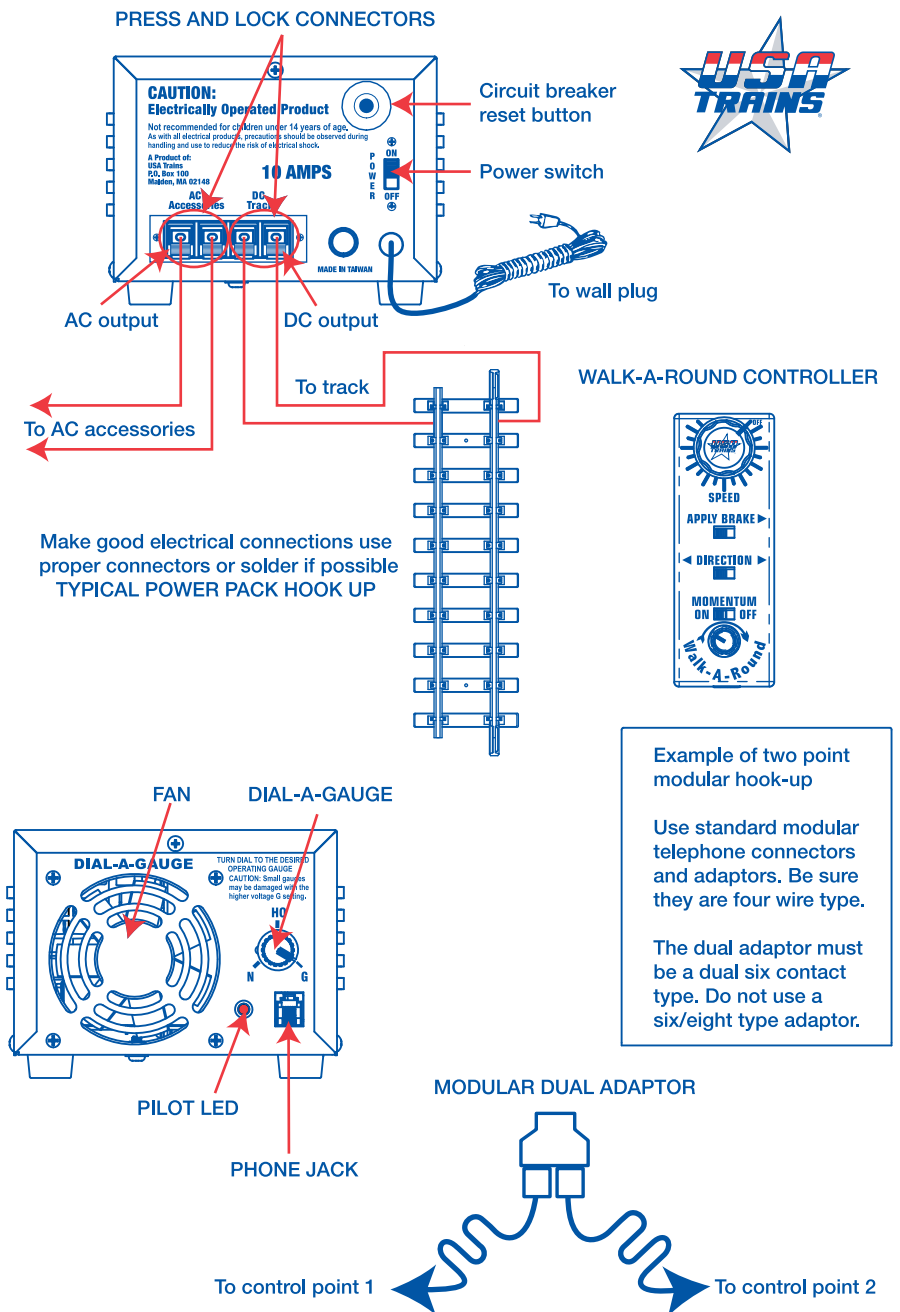 PRESS AND LOCK CONNECTORS
USA
TRAINS
CAUTION:
Electrically Operated Product
Not recommended for children under 14 years of age.
As with all electrical products, precautions should be observed during
handling and use to reduce the risk of electrical shock.
A Product of:
USA Trains
P.O. Box 100
Malden, MA 02148
10 AMPS
POWER
ON
OFF
AC
Accessories
DC
Track
MADE IN TAIWAN
Circuit breaker
reset button
Power switch
To wall plug
AC output
DC output
To track
To AC accessories
Make good electrical connections use
proper connectors or solder if possible
TYPICAL POWER PACK HOOK UP
WALK-A-ROUND CONTROLLER
OFF
USA
TRAINS
SPEED
APPLY BRAKE
DIRECTION
MOMENTUM
ON OFF
Walk-A-Round
Example of two point
modular hook-up
Use standard modular
telephone connectors
and adaptors. Be sure
they are four wire type.
The dual adaptor must
be a dual six contact
type. Do not use a
six/eight type adaptor.
FAN
DIAL-A-GAUGE
DIAL-A-GAUGE
TURN DIAL TO THE DESIRED
OPERATING GAUGE
CAUTION: Small gauges
may be damaged with the
higher voltage G setting.
HO
N
G
PILOT LED
PHONE JACK
MODULAR DUAL ADAPTOR
To control point 1
To control point 2